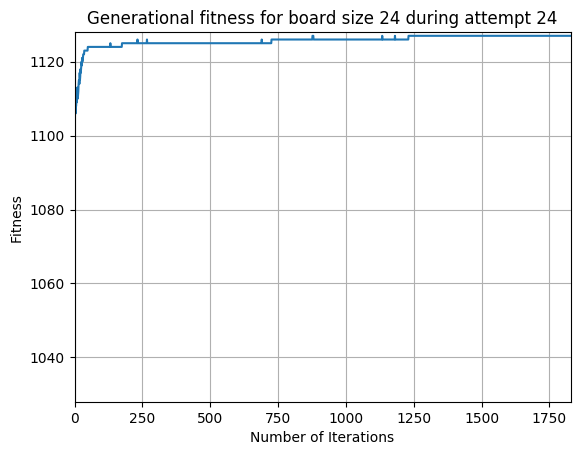 Generational fitness for board size 24 during attempt 24
1120
1100
1080
1060
1040
Fitness
0 250 500 750 1000 1250 1500 1750
Number of Iterations